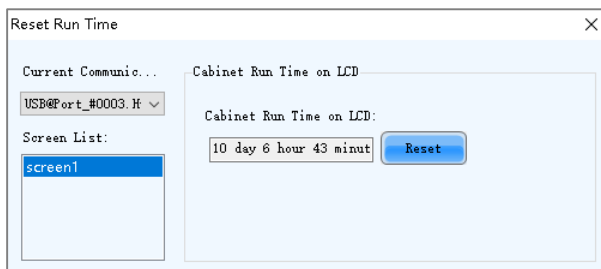 Reset Run Time
Current Communic...
USB@Port_#0003.H
Screen List:
screen1
Cabinet Run Time on LCD
Cabinet Run Time on LCD:
10 day 6 hour 43 minut
Reset